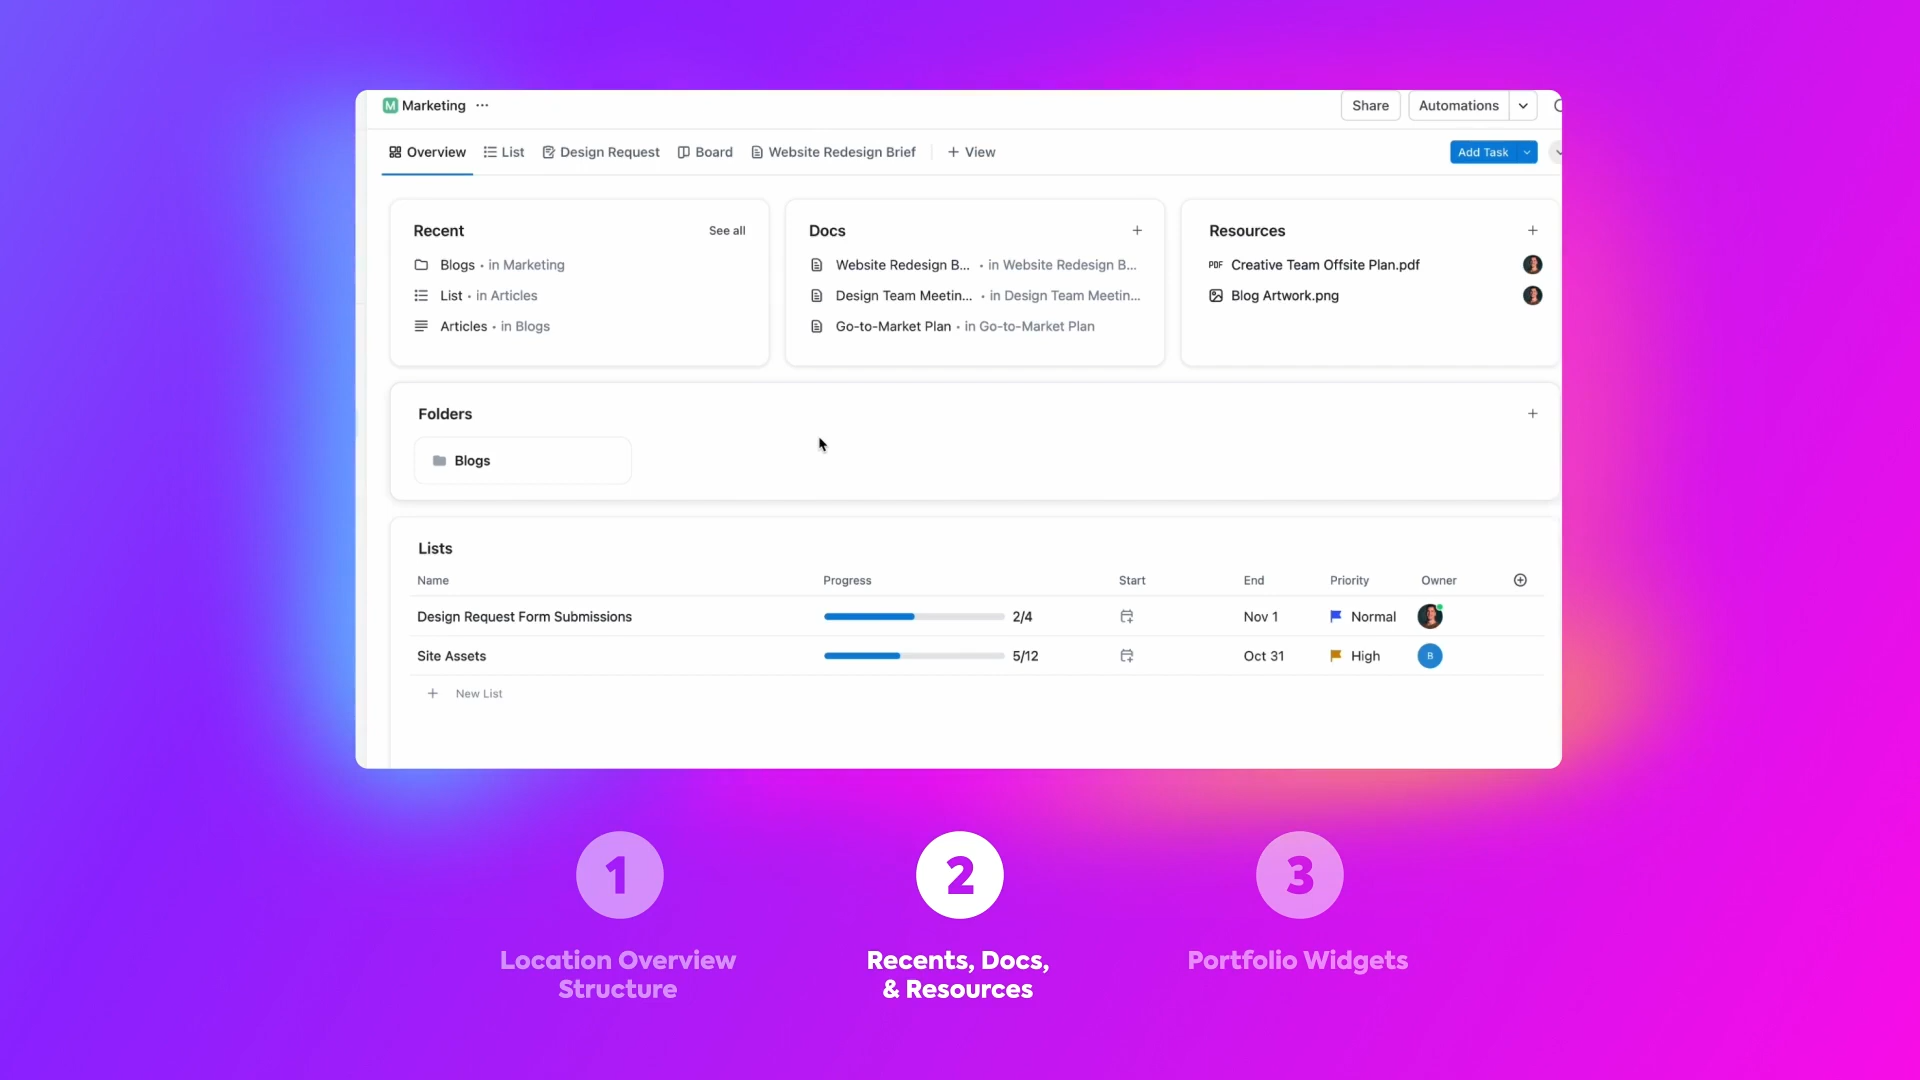 M Marketing ...
Share
Automations
Overview
List
Design Request
Board
Website Redesign Brief
+ View
Add Task
Recent
See all
Blogs • in Marketing
List • in Articles
Articles • in Blogs
Docs
+
Website Redesign B... • in Website Redesign B...
Design Team Meetin... • in Design Team Meetin...
Go-to-Market Plan • in Go-to-Market Plan
Resources
+
PDF Creative Team Offsite Plan.pdf
Blog Artwork.png
Folders
+
Blogs
Lists
Name Progress Start End Priority Owner
Design Request Form Submissions 2/4 Nov 1 Normal
Site Assets 5/12 Oct 31 High B
+ New List
1
Location Overview
Structure
2
Recents, Docs,
& Resources
3
Portfolio Widgets